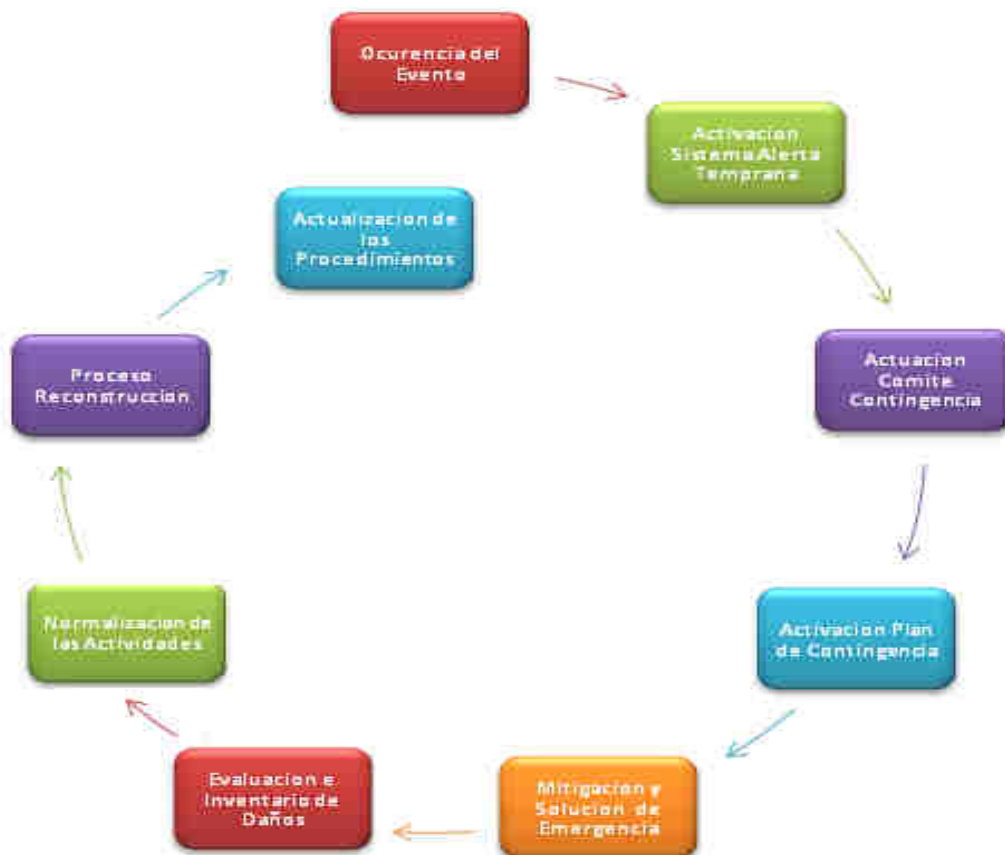 Ocurencia del
Evento
Activacion
Sistema Alerta
Temprana
Actuacion
Comite
Contingencia
Activacion Plan
de Contingencia
Mitigacion y
Solucion de
Emergencia
Evaluacion e
Inventario de
Daños
Normalizacion de
las Actividades
Proceso
Reconstruccion
Actualizacion de
los
Procedimientos